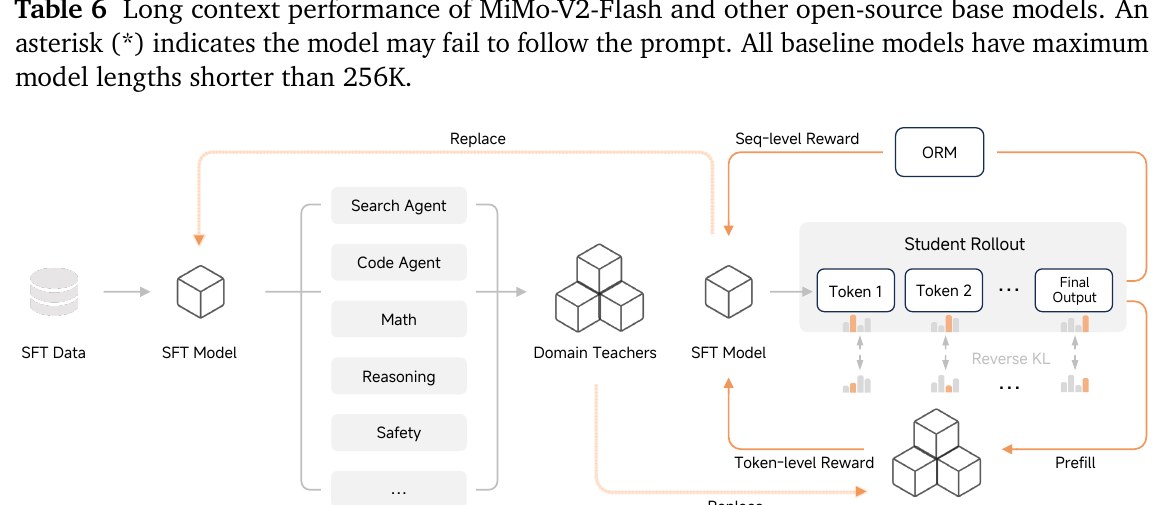 Table 6 Long context performance of MiMo-V2-Flash and other open-source base models. An
asterisk (*) indicates the model may fail to follow the prompt. All baseline models have maximum
model lengths shorter than 256K.
Replace
Seq-level Reward
ORM
Search Agent
Code Agent
Math
Reasoning
Safety
...
SFT Data
SFT Model
Domain Teachers
SFT Model
Student Rollout
Token 1
Token 2
...
Final
Output
Reverse KL
...
Token-level Reward
Prefill
Replace